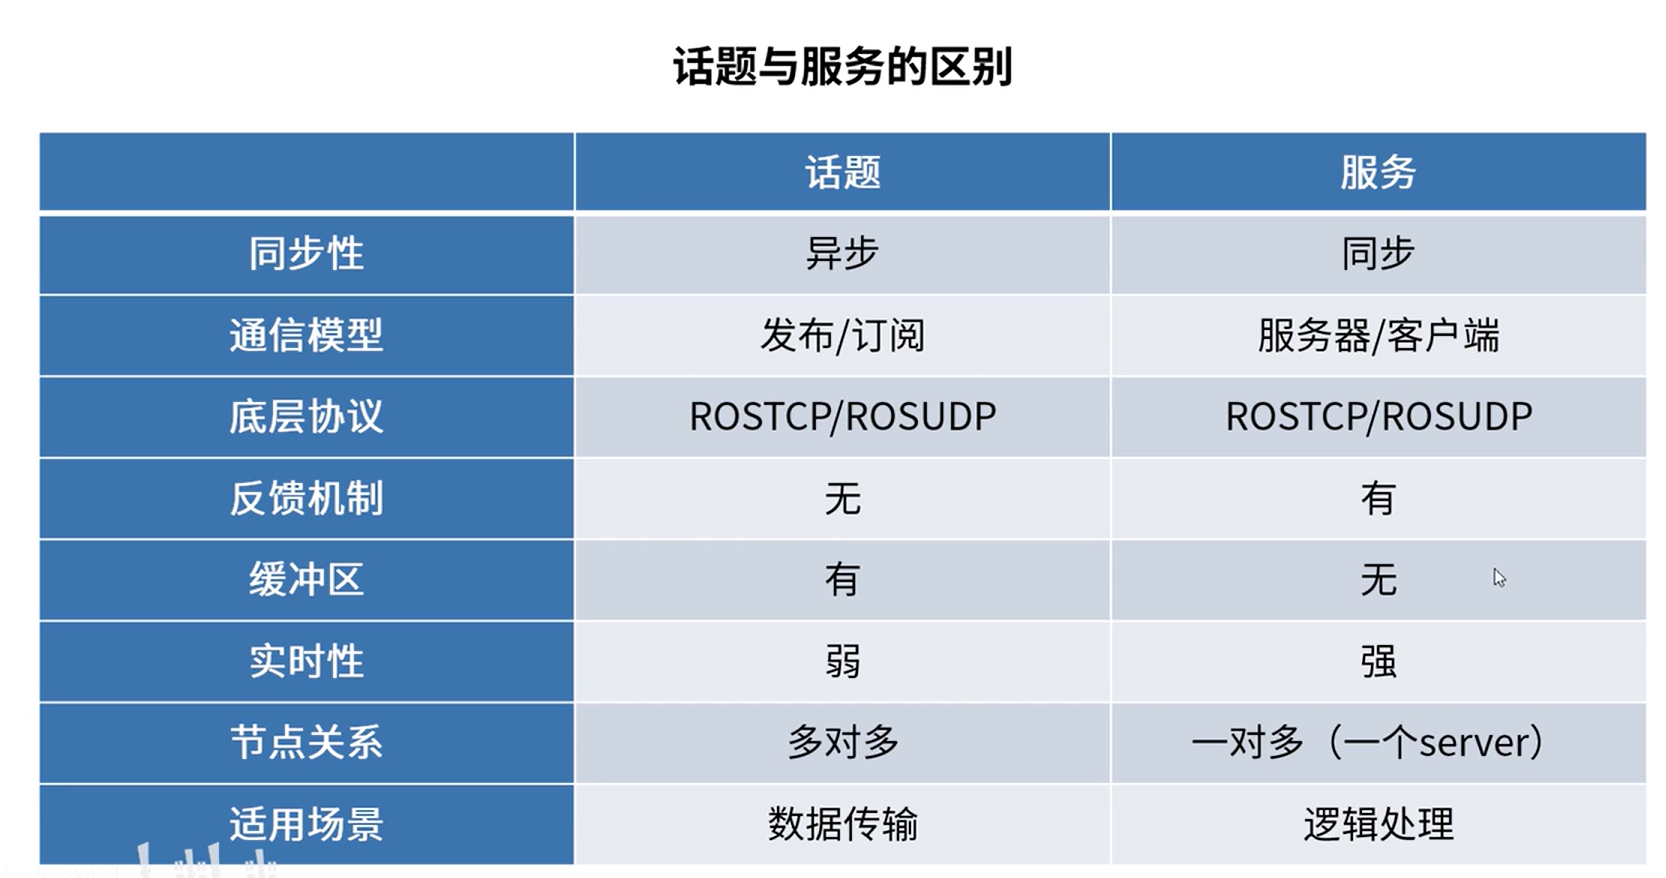 话题与服务的区别
话题 服务
同步性 异步 同步
通信模型 发布/订阅 服务器/客户端
底层协议 ROSTCP/ROSUDP ROSTCP/ROSUDP
反馈机制 无 有
缓冲区 有 无
实时性 弱 强
节点关系 多对多 一对多（一个server）
适用场景 数据传输 逻辑处理